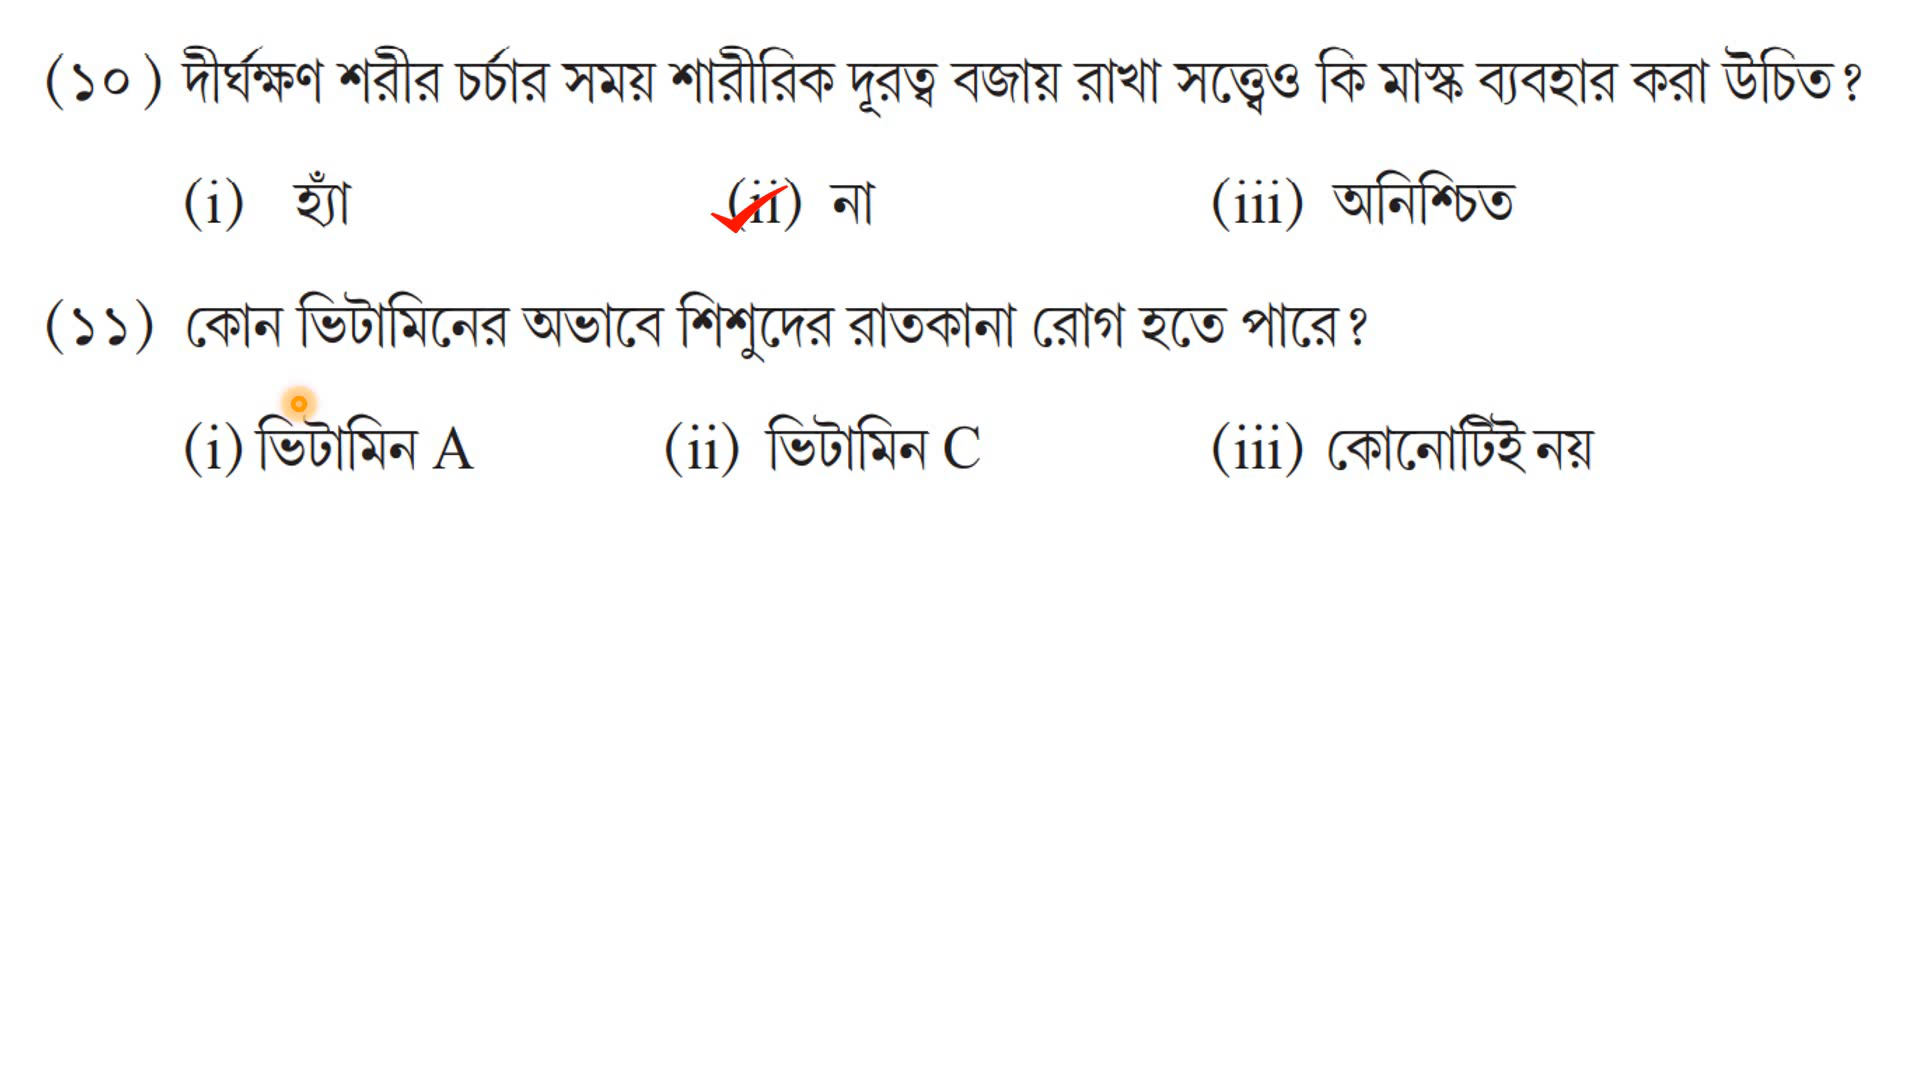 (১০) দীর্ঘক্ষণ শরীর চর্চার সময় শারীরিক দূরত্ব বজায় রাখা সত্ত্বেও কি মাস্ক ব্যবহার করা উচিত?
(i) হ্যাঁ (ii) না (iii) অনিশ্চিত
(১১) কোন ভিটামিনের অভাবে শিশুদের রাতকানা রোগ হতে পারে?
(i) ভিটামিন A (ii) ভিটামিন C (iii) কোনোটিই নয়